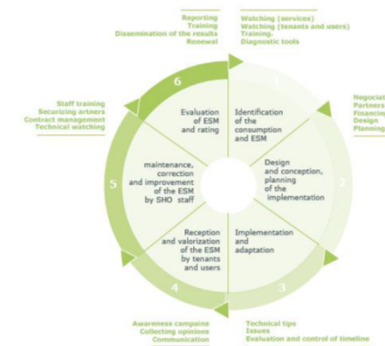 Reporting
Training
Dissemination of the results
Renewal
Watching (services)
Watching (tenants and users)
Training.
Diagnostic tools
Staff training
Securizing artners
Contract management
Technical watching
Negociat
Partners
Financing
Design
Planning
6
1
Evaluation
of ESM
and rating
Identification
of the
consumption
and ESM
maintenance,
correction
and improvement
of the ESM
by SHO staff
Design
and conception,
planning
of the
implementation
5
2
Reception
and valorization
of the ESM
by tenants
and users
Implementation
and
adaptation
4
3
Awareness campaine
Collecting opinions
Communication
Technical tips
Issues
Evaluation and control of timeline